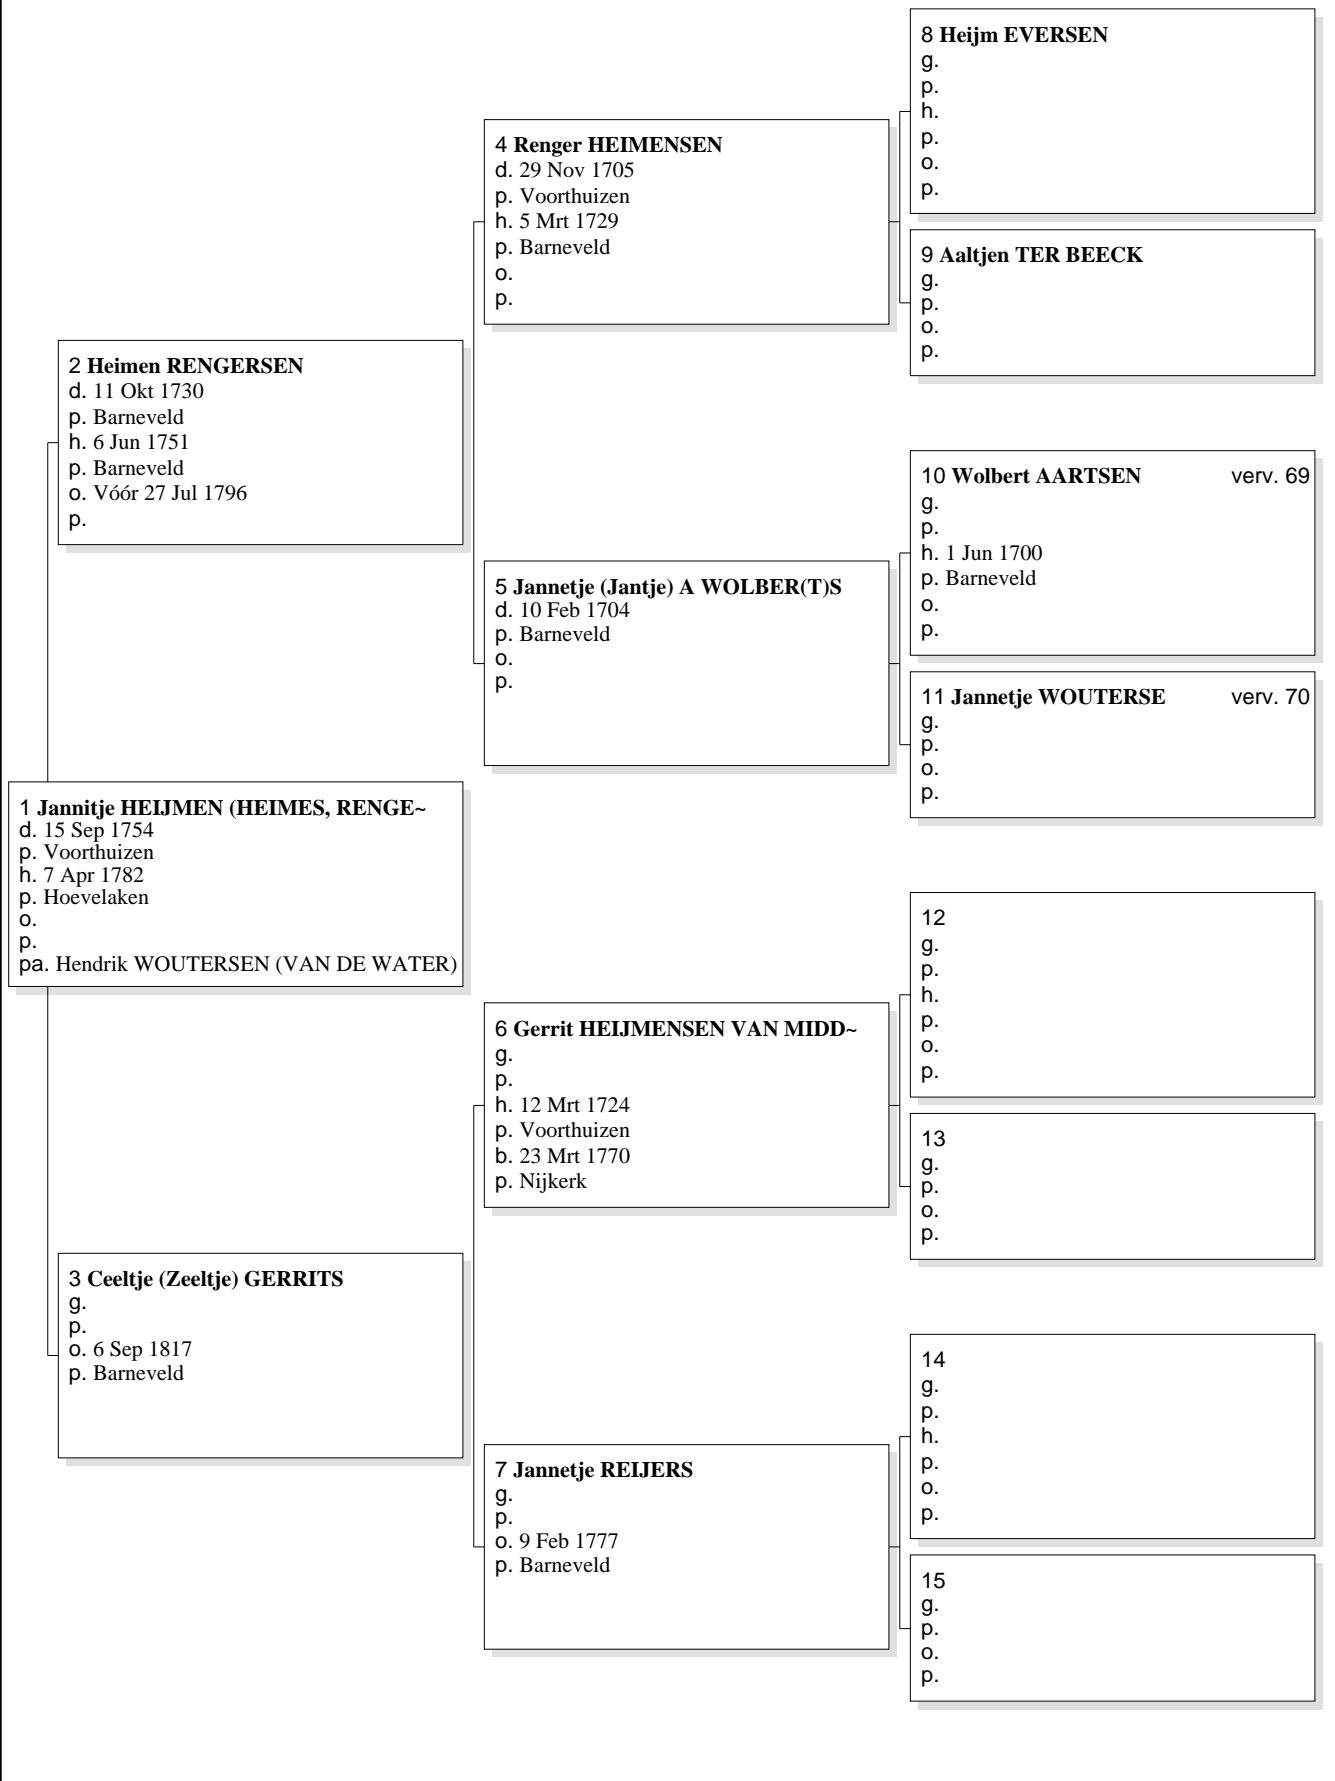 8 Heijm EVERSEN
g.
p.
h.
p.
o.
p.
4 Renger HEIMENSEN
d. 29 Nov 1705
p. Voorthuizen
h. 5 Mrt 1729
p. Barneveld
o.
p.
9 Aaltjen TER BEECK
g.
p.
o.
p.
2 Heimen RENGERSEN
d. 11 Okt 1730
p. Barneveld
h. 6 Jun 1751
p. Barneveld
o. Vóór 27 Jul 1796
p.
10 Wolbert AARTSEN verv. 69
g.
p.
h. 1 Jun 1700
p. Barneveld
o.
p.
5 Jannetje (Jantje) A WOLBER(T)S
d. 10 Feb 1704
p. Barneveld
o.
p.
11 Jannetje WOUTERSE verv. 70
g.
p.
o.
p.
1 Jannitje HEIJMEN (HEIMES, RENGE~
d. 15 Sep 1754
p. Voorthuizen
h. 7 Apr 1782
p. Hoevelaken
o.
p.
pa. Hendrik WOUTERSEN (VAN DE WATER)
12
g.
p.
h.
p.
o.
p.
6 Gerrit HEIJMENSEN VAN MIDD~
g.
p.
h. 12 Mrt 1724
p. Voorthuizen
b. 23 Mrt 1770
p. Nijkerk
13
g.
p.
o.
p.
3 Ceeltje (Zeeltje) GERRITS
g.
p.
o. 6 Sep 1817
p. Barneveld
14
g.
p.
h.
p.
o.
p.
7 Jannetje REIJERS
g.
p.
o. 9 Feb 1777
p. Barneveld
15
g.
p.
o.
p.